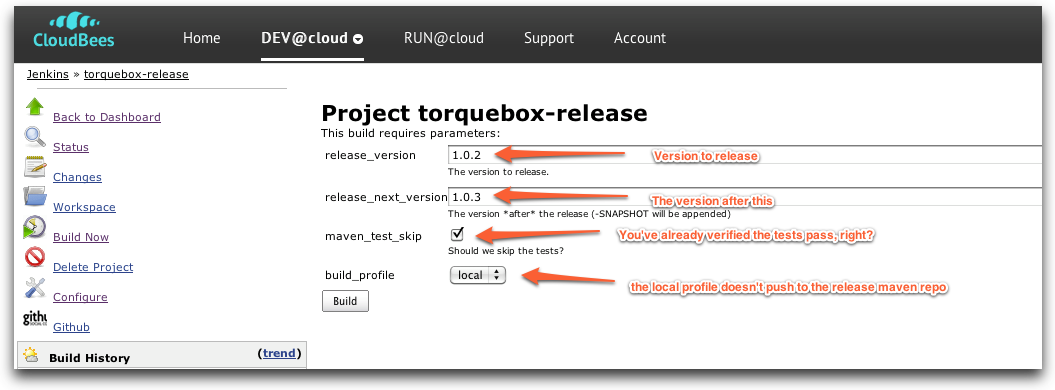 CloudBees
Home DEV@cloud RUN@cloud Support Account
Jenkins » torquebox-release
Back to Dashboard
Status
Changes
Workspace
Build Now
Delete Project
Configure
Github
Build History (trend)
Project torquebox-release
This build requires parameters:
release_version 1.0.2 Version to release
The version to release.
release_next_version 1.0.3 The version after this
The version *after* the release (-SNAPSHOT will be appended)
maven_test_skip You've already verified the tests pass, right?
Should we skip the tests?
build_profile local the local profile doesn't push to the release maven repo
Build